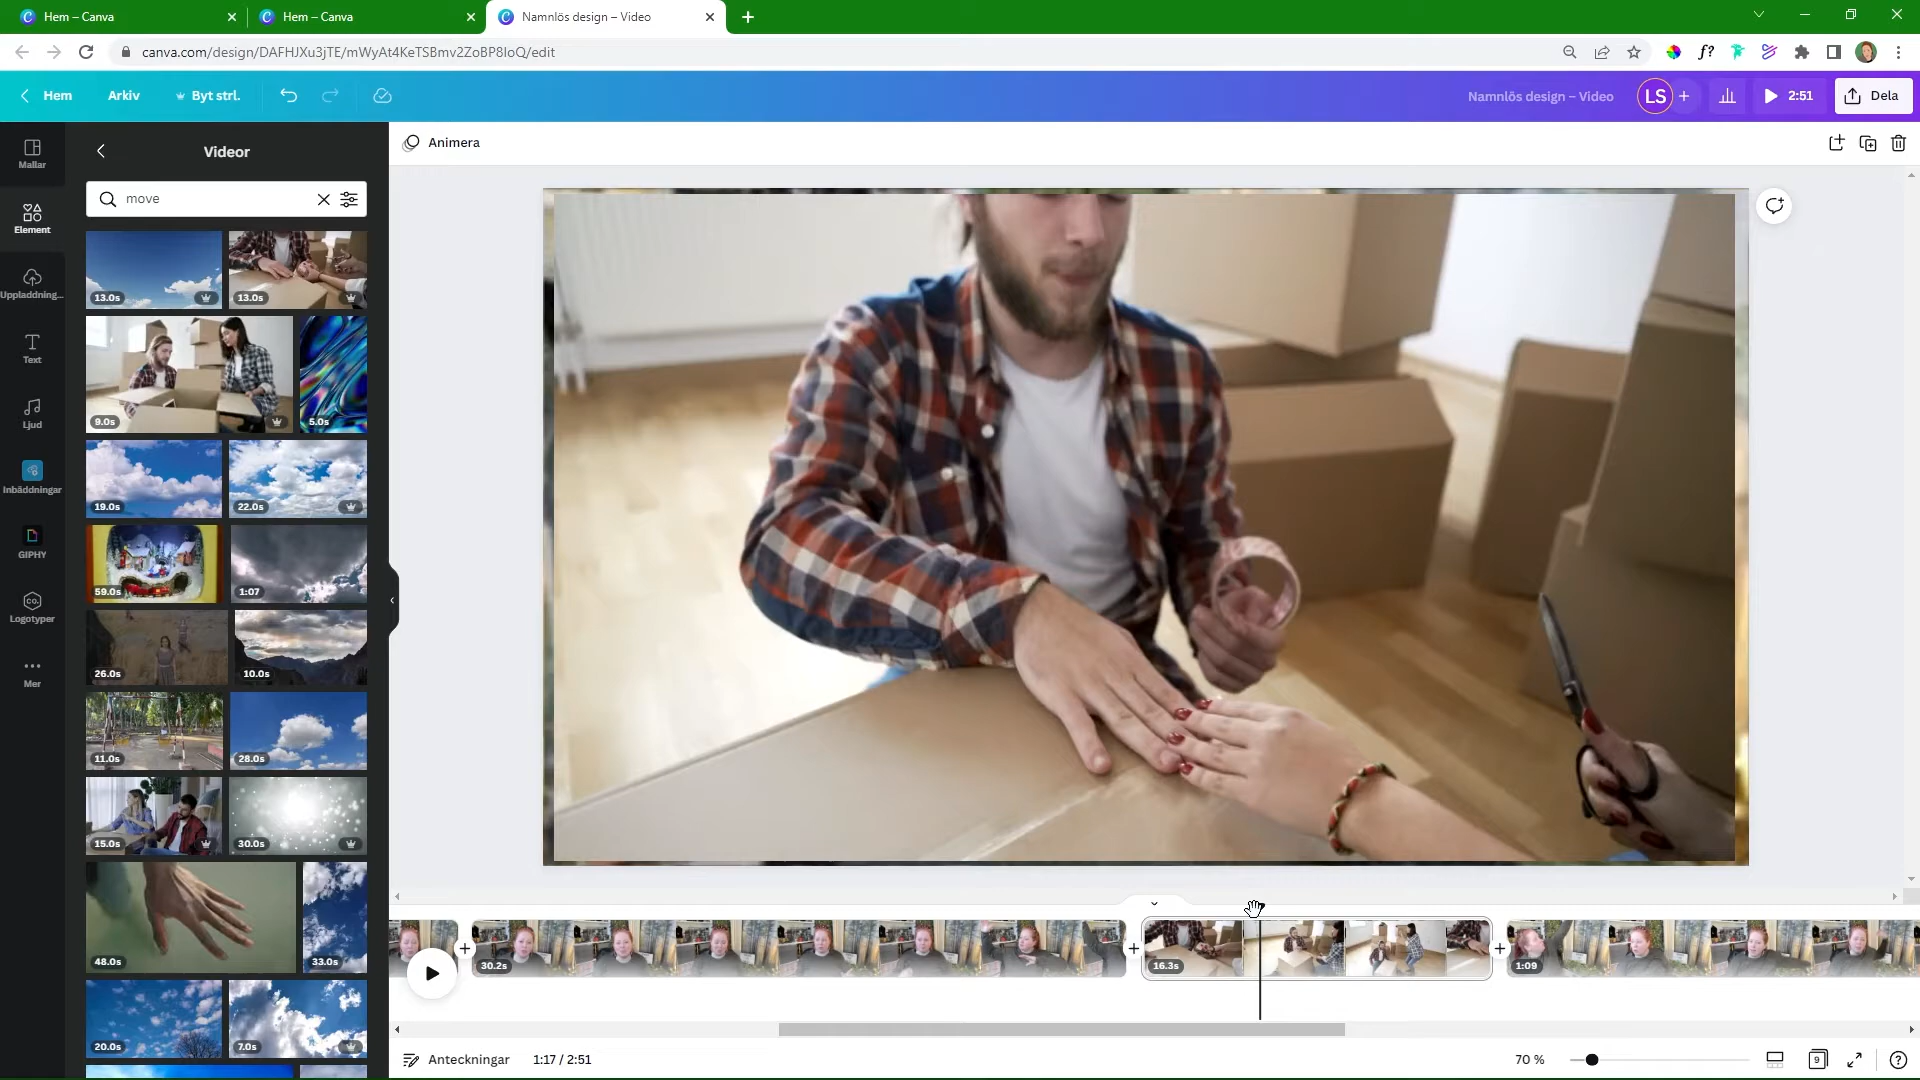 Hem – Canva
Hem – Canva
Namnlös design – Video
canva.com/design/DAFHJXu3jTE/mWyAt4KeTSBmv2ZoBP8IoQ/edit
Hem
Arkiv
Byt strl.
Namnlös design – Video
LS
2:51
Dela
Mallar
Element
Uppladdning...
Text
Ljud
Inbäddningar
GIPHY
CO.
Logotyper
Mer
Videor
move
13.0s
13.0s
9.0s
5.0s
19.0s
22.0s
59.0s
1:07
26.0s
10.0s
11.0s
28.0s
15.0s
30.0s
48.0s
33.0s
20.0s
7.0s
Animera
30.2s
16.3s
1:09
Anteckningar
1:17 / 2:51
70 %
9